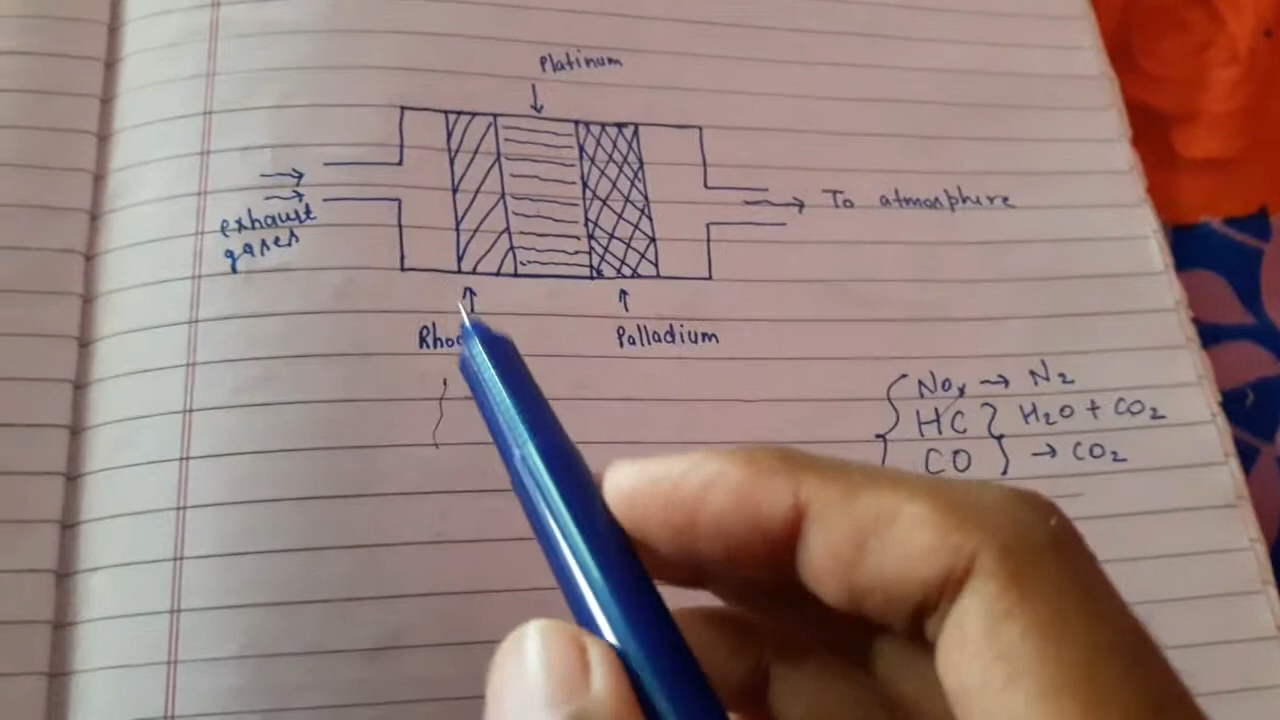 Platinum
exhaust
gases
To atmosphere
Palladium
NOx → N2
HC } H2O + CO2
CO } → CO2